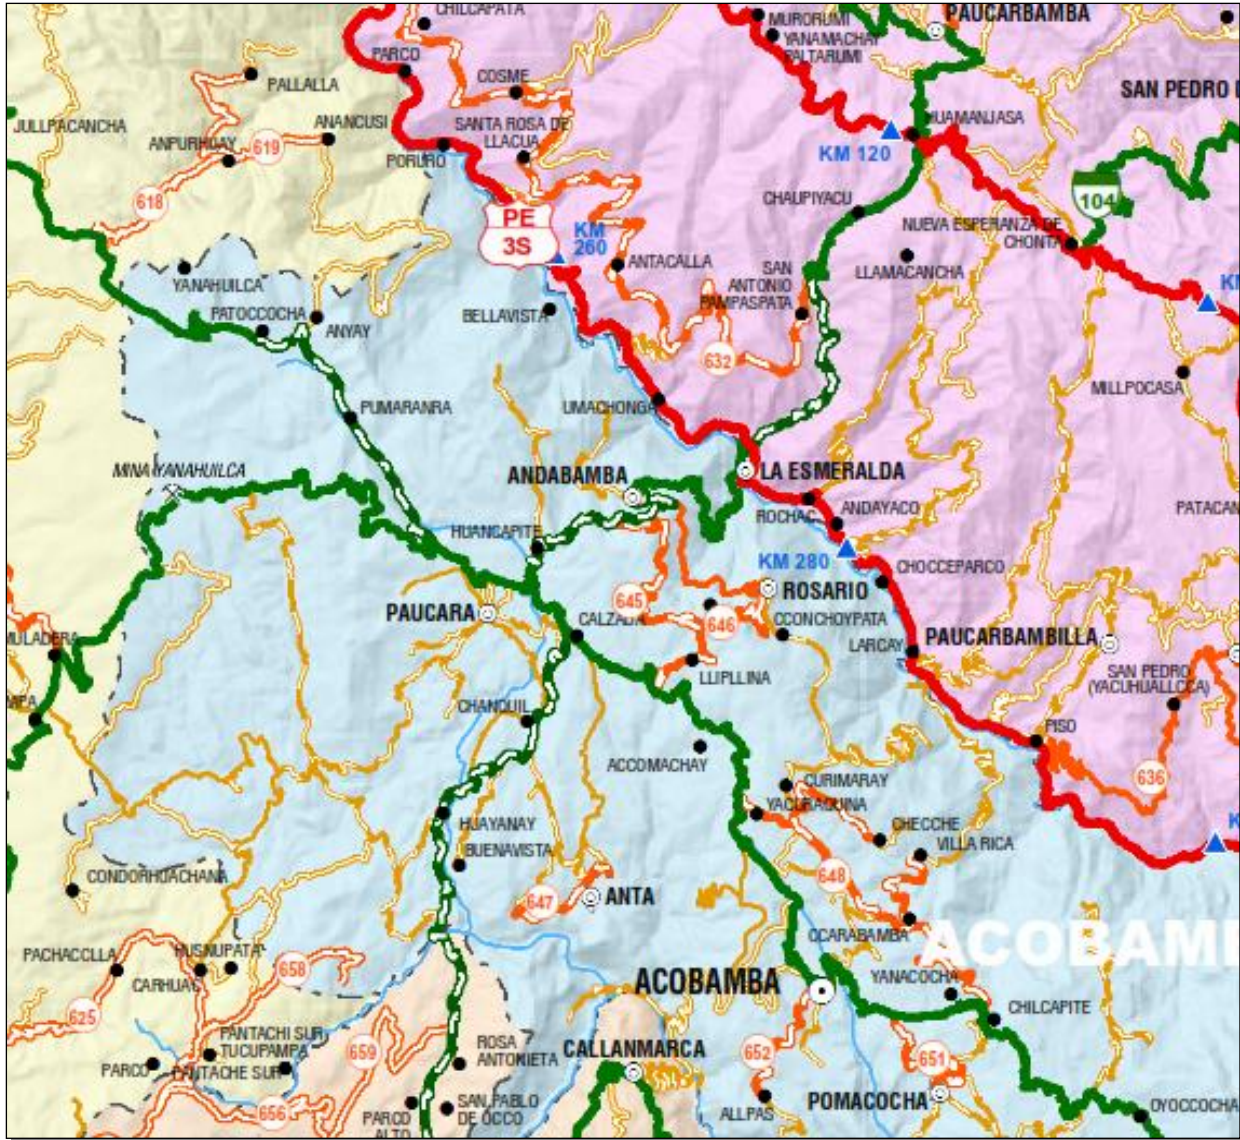 CHILCAPATA
MURORUMI
YANAMACHAY
PALTARUMI
PAUCARBAMBA
PARCO
COSME
PALLALLA
SAN PEDRO D
JULLPACANCHA
ANANCUSI
SANTA ROSA DE
LLACUA
HUAMANJASA
ANPURHUAY
619
PORURO
KM 120
618
CHAUPIYACU
104
PE
3S
KM
260
NUEVA ESPERANZA DE
CHONTA
YANAHUILCA
ANTACALLA
SAN
ANTONIO
PAMPASPATA
LLAMACANCHA
PATOCCOCHA
ANYAY
BELLAVISTA
632
MILLPOCASA
PUMARANRA
UMACHONGA
MINA YANAHUILCA
ANDABAMBA
LA ESMERALDA
ROCHAC
ANDAYACO
PATACAN
HUANCAPITE
KM 280
CHOCCEPARCO
645
ROSARIO
PAUCARA
CALZADA
646
CCONCHOYPATA
MULADERA
LARCAY
PAUCARBAMBILLA
LLIPLLINA
SAN PEDRO
(YACUHUALLCCA)
MPA
CHANQUIL
PISO
ACCOMACHAY
636
CURIMARAY
YACURAQUINA
HUAYANAY
CHECCHE
VILLA RICA
BUENAVISTA
648
CONDORHUACHANA
647
ANTA
OCARABAMBA
ACOBAM
PACHACCLLA
HUSNUPATA
658
CARHUAC
ACOBAMBA
YANACOCHA
CHILCAPITE
625
PANTACHI SUR
TUCUPAMPA
659
ROSA
ANTONIETA
CALLANMARCA
652
651
PARCO
PANTACHE SUR
656
PARCO
ALTO
SAN PABLO
DE OCCO
ALLPAS
POMACOCHA
OYOCCOCHA